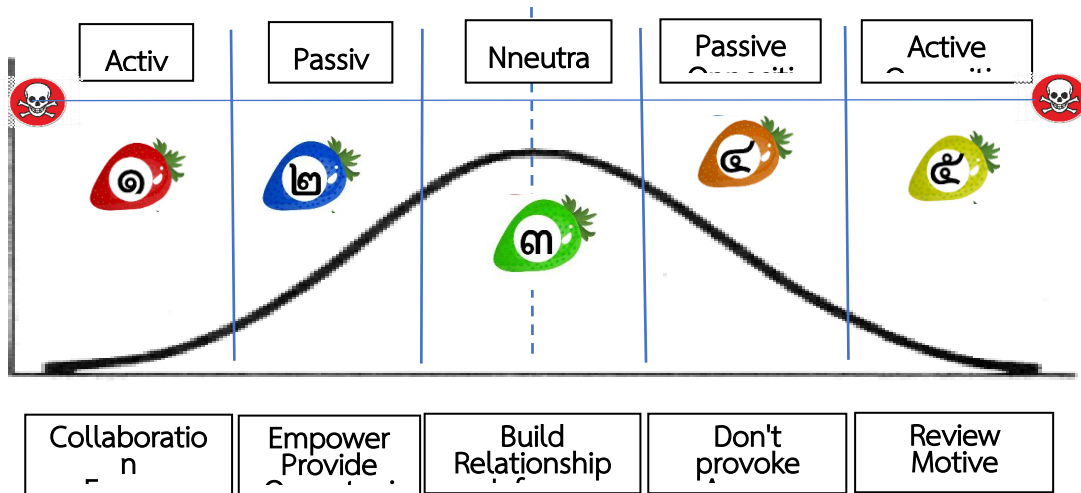 Activ
Passiv
Nneutra
Passive
Active
๑
๒
๓
๔
๕
Collaboratio
n
Empower
Provide
Build
Relationship
Don't
provoke
Review
Motive